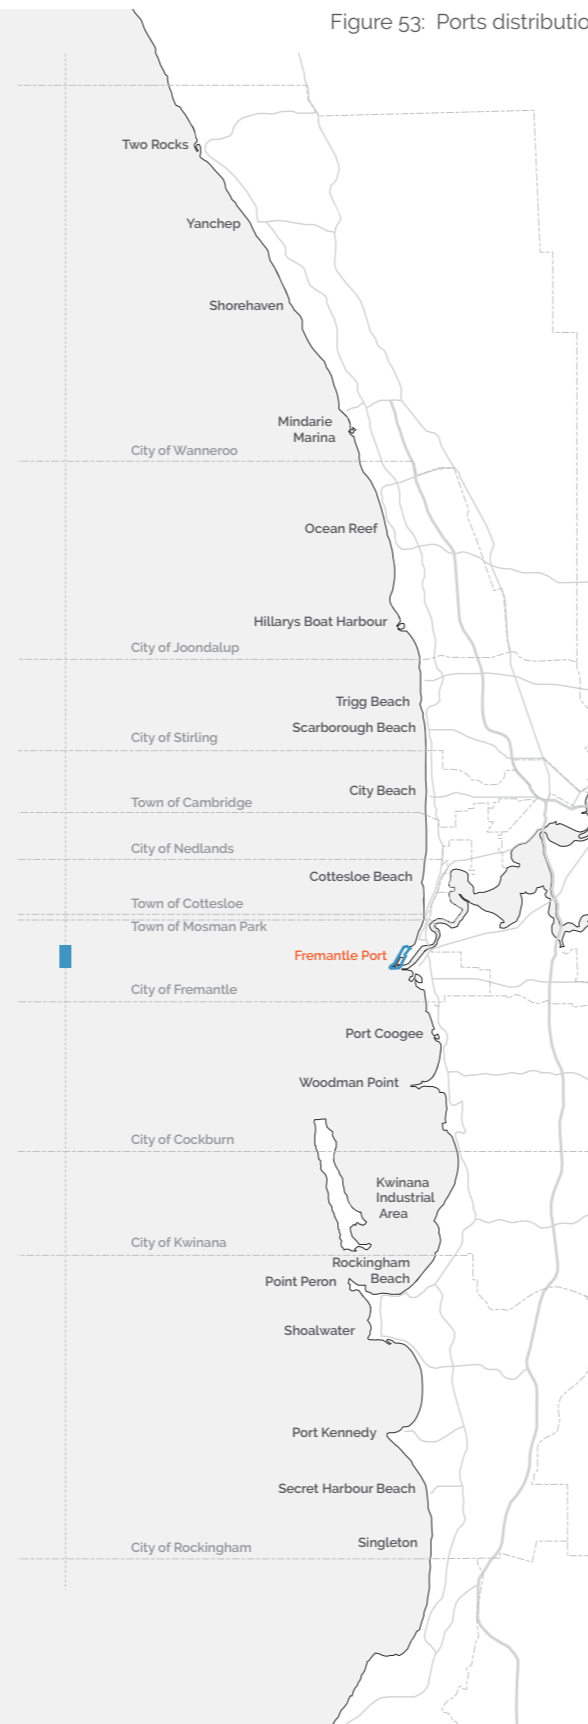 Figure 53: Ports distributio
Two Rocks
Yanchep
Shorehaven
Mindarie
Marina
City of Wanneroo
Ocean Reef
Hillarys Boat Harbour
City of Joondalup
Trigg Beach
Scarborough Beach
City of Stirling
City Beach
Town of Cambridge
City of Nedlands
Cottesloe Beach
Town of Cottesloe
Town of Mosman Park
Fremantle Port
City of Fremantle
Port Coogee
Woodman Point
City of Cockburn
Kwinana
Industrial
Area
City of Kwinana
Rockingham
Beach
Point Peron
Shoalwater
Port Kennedy
Secret Harbour Beach
Singleton
City of Rockingham